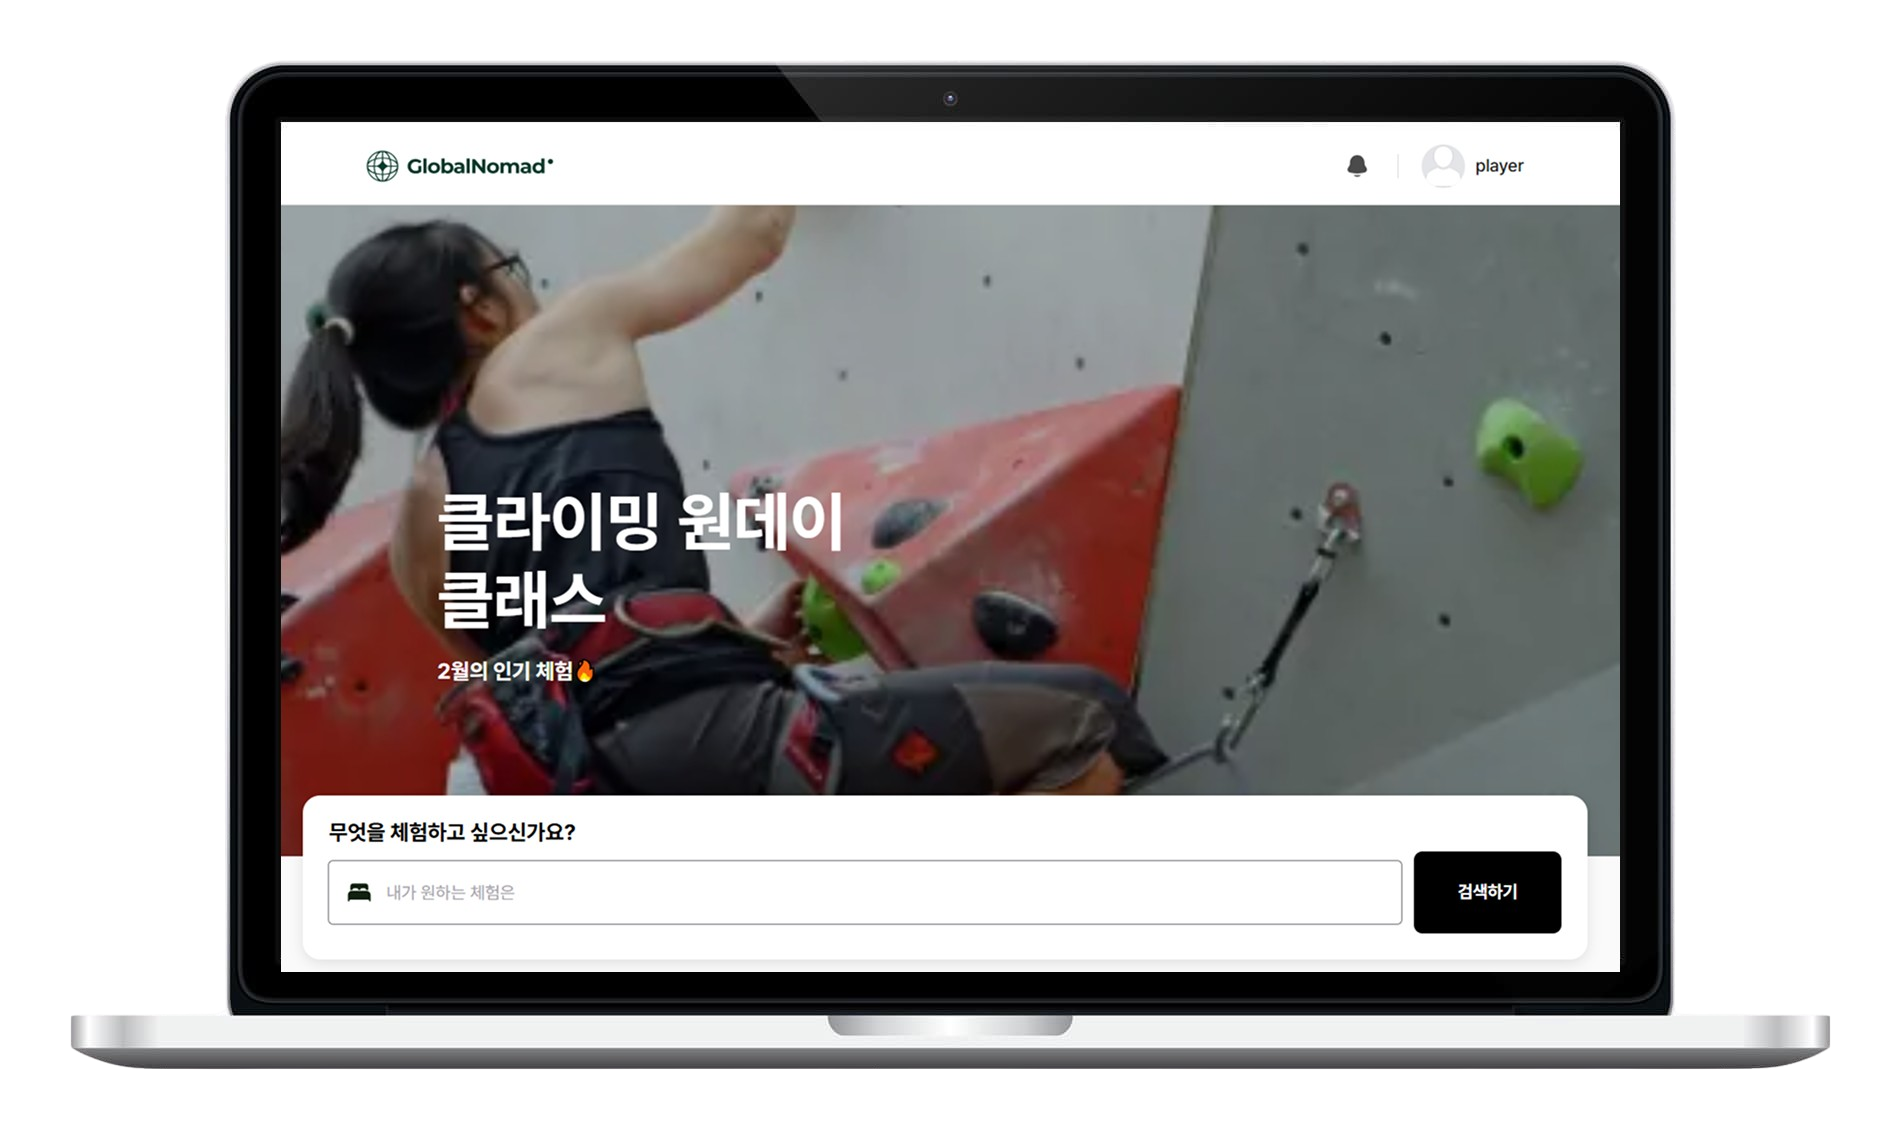 GlobalNomad
player
클라이밍 원데이
클래스
2월의 인기 체험🔥
무엇을 체험하고 싶으신가요?
내가 원하는 체험은
검색하기